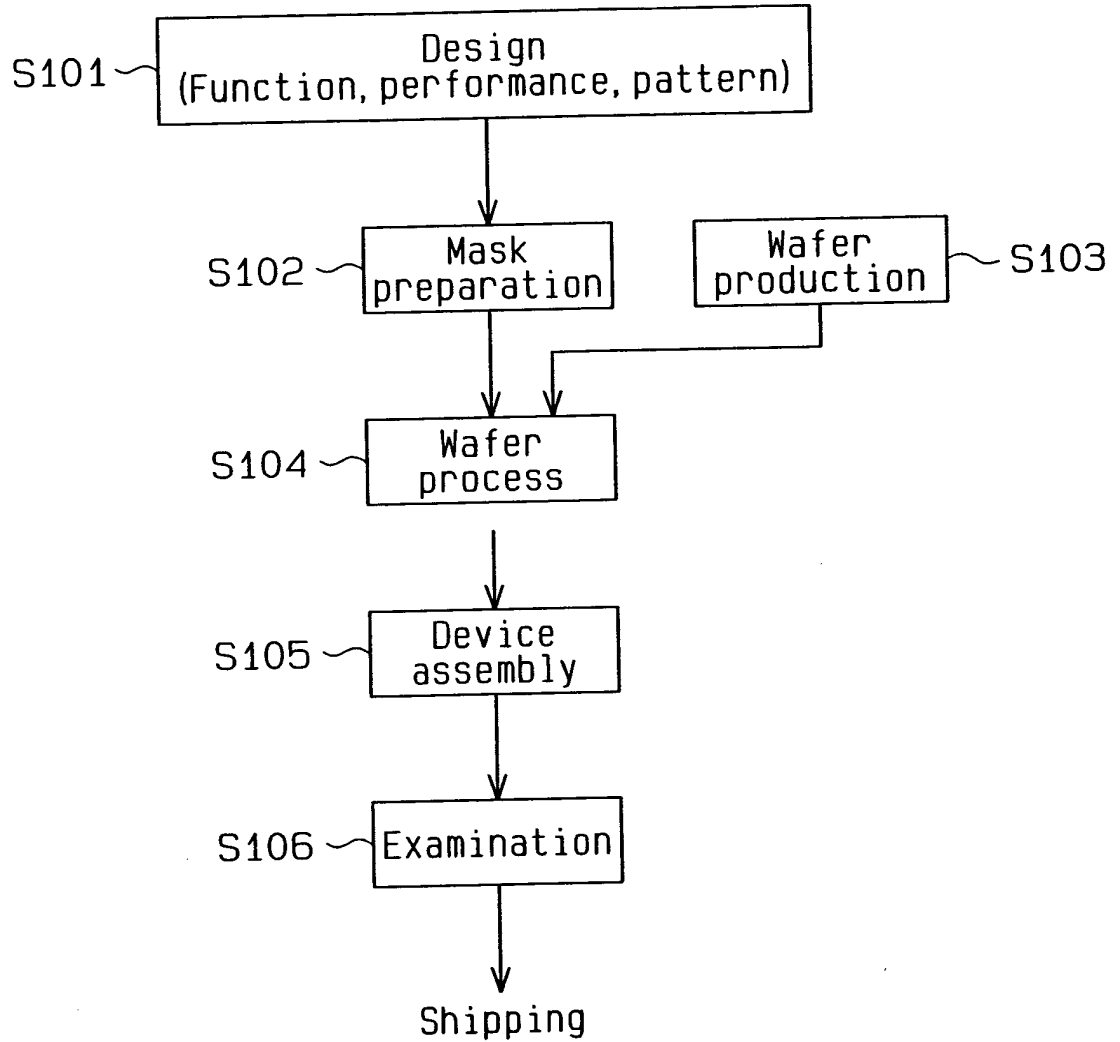 S101
Design
(Function, performance, pattern)
S102
Mask
preparation
Wafer
production
S103
S104
Wafer
process
S105
Device
assembly
S106
Examination
Shipping